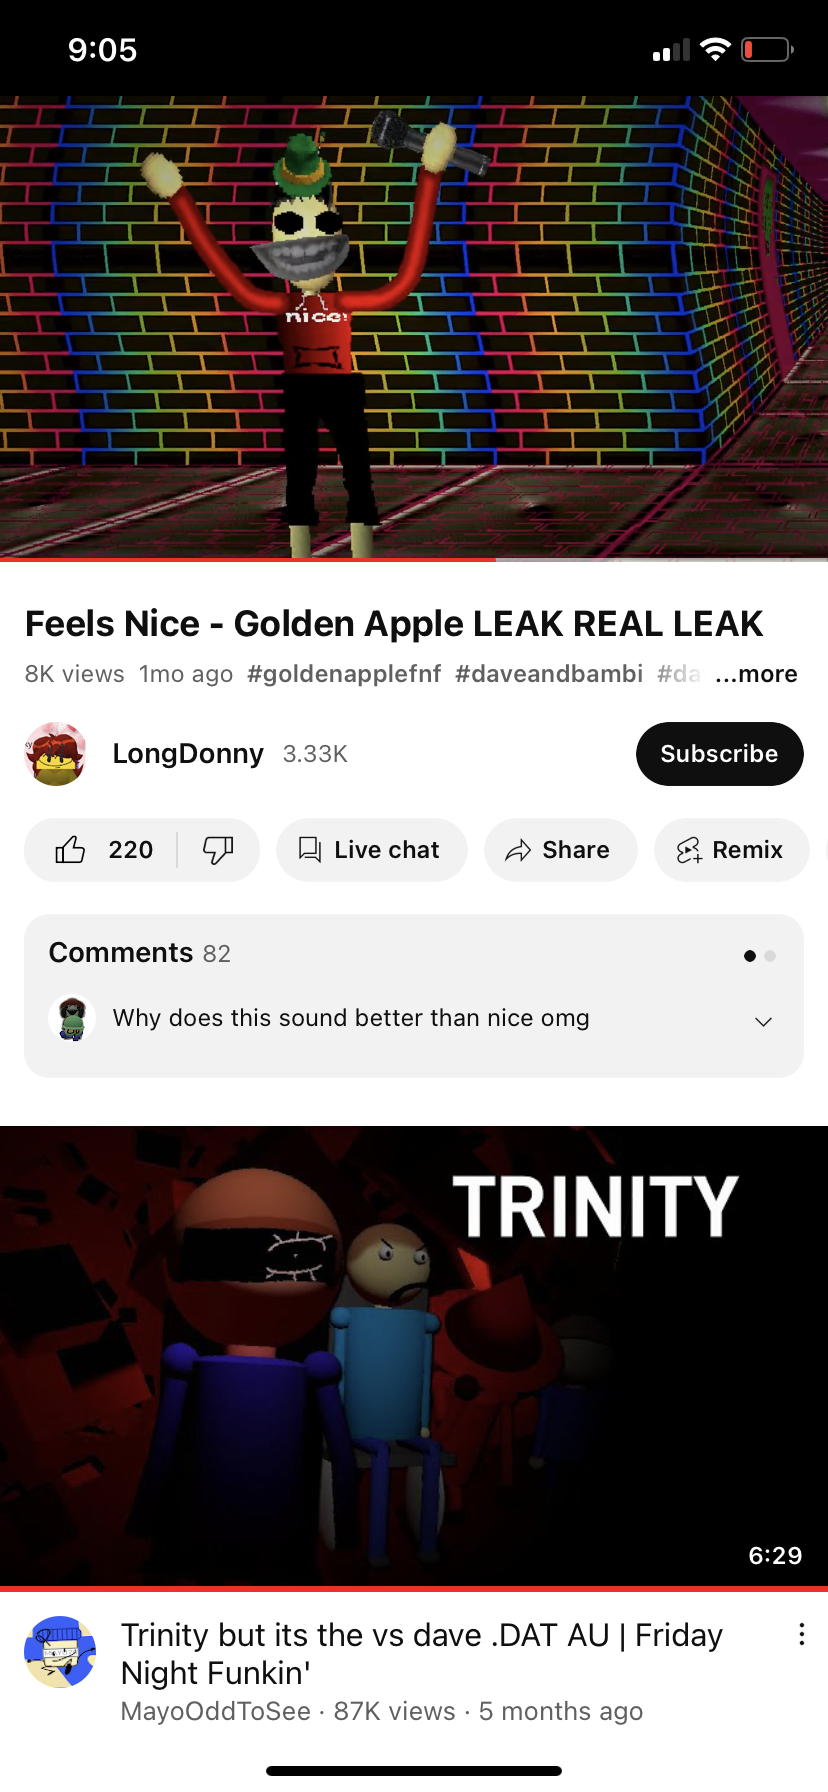 9:05
nice!
Feels Nice - Golden Apple LEAK REAL LEAK
8K views 1mo ago #goldenapplefnf #daveandbambi #da ...more
LongDonny 3.33K
Subscribe
220 Live chat Share Remix
Comments 82
Why does this sound better than nice omg
TRINITY
6:29
Trinity but its the vs dave .DAT AU | Friday
Night Funkin'
MayoOddToSee · 87K views · 5 months ago